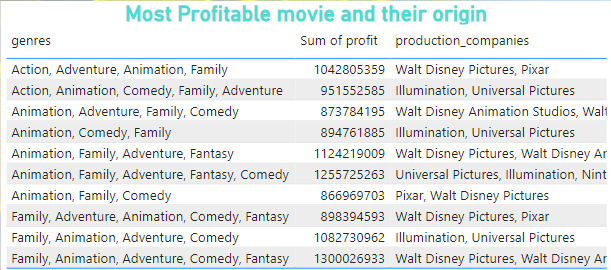 Most Profitable movie and their origin
genres Sum of profit production_companies
Action, Adventure, Animation, Family 1042805359 Walt Disney Pictures, Pixar
Action, Animation, Comedy, Family, Adventure 951552585 Illumination, Universal Pictures
Animation, Adventure, Family, Comedy 873784195 Walt Disney Animation Studios, Walt
Animation, Comedy, Family 894761885 Illumination, Universal Pictures
Animation, Family, Adventure, Fantasy 1124219009 Walt Disney Pictures, Walt Disney Ar
Animation, Family, Adventure, Fantasy, Comedy 1255725263 Universal Pictures, Illumination, Nint
Animation, Family, Comedy 866969703 Pixar, Walt Disney Pictures
Family, Adventure, Animation, Comedy, Fantasy 898394593 Walt Disney Pictures, Pixar
Family, Animation, Adventure, Comedy 1082730962 Illumination, Universal Pictures
Family, Animation, Adventure, Comedy, Fantasy 1300026933 Walt Disney Pictures, Walt Disney Ar